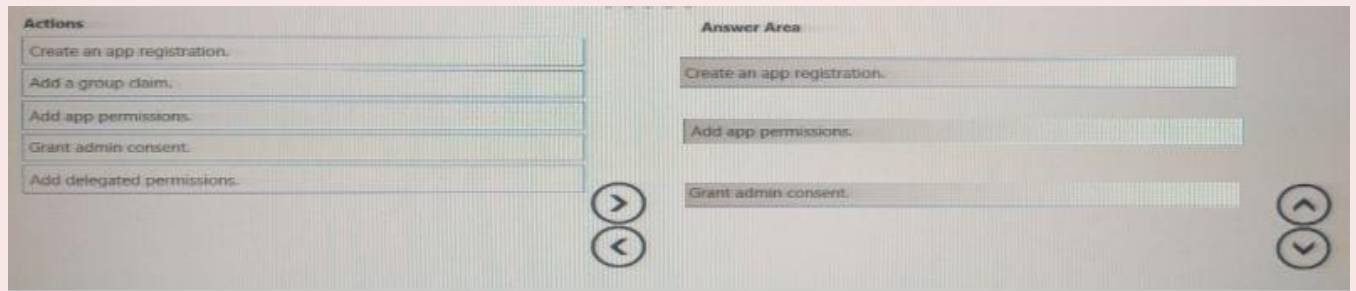 Actions
Create an app registration.
Add a group claim.
Add app permissions.
Grant admin consent.
Add delegated permissions.
Answer Area
Create an app registration.
Add app permissions.
Grant admin consent.